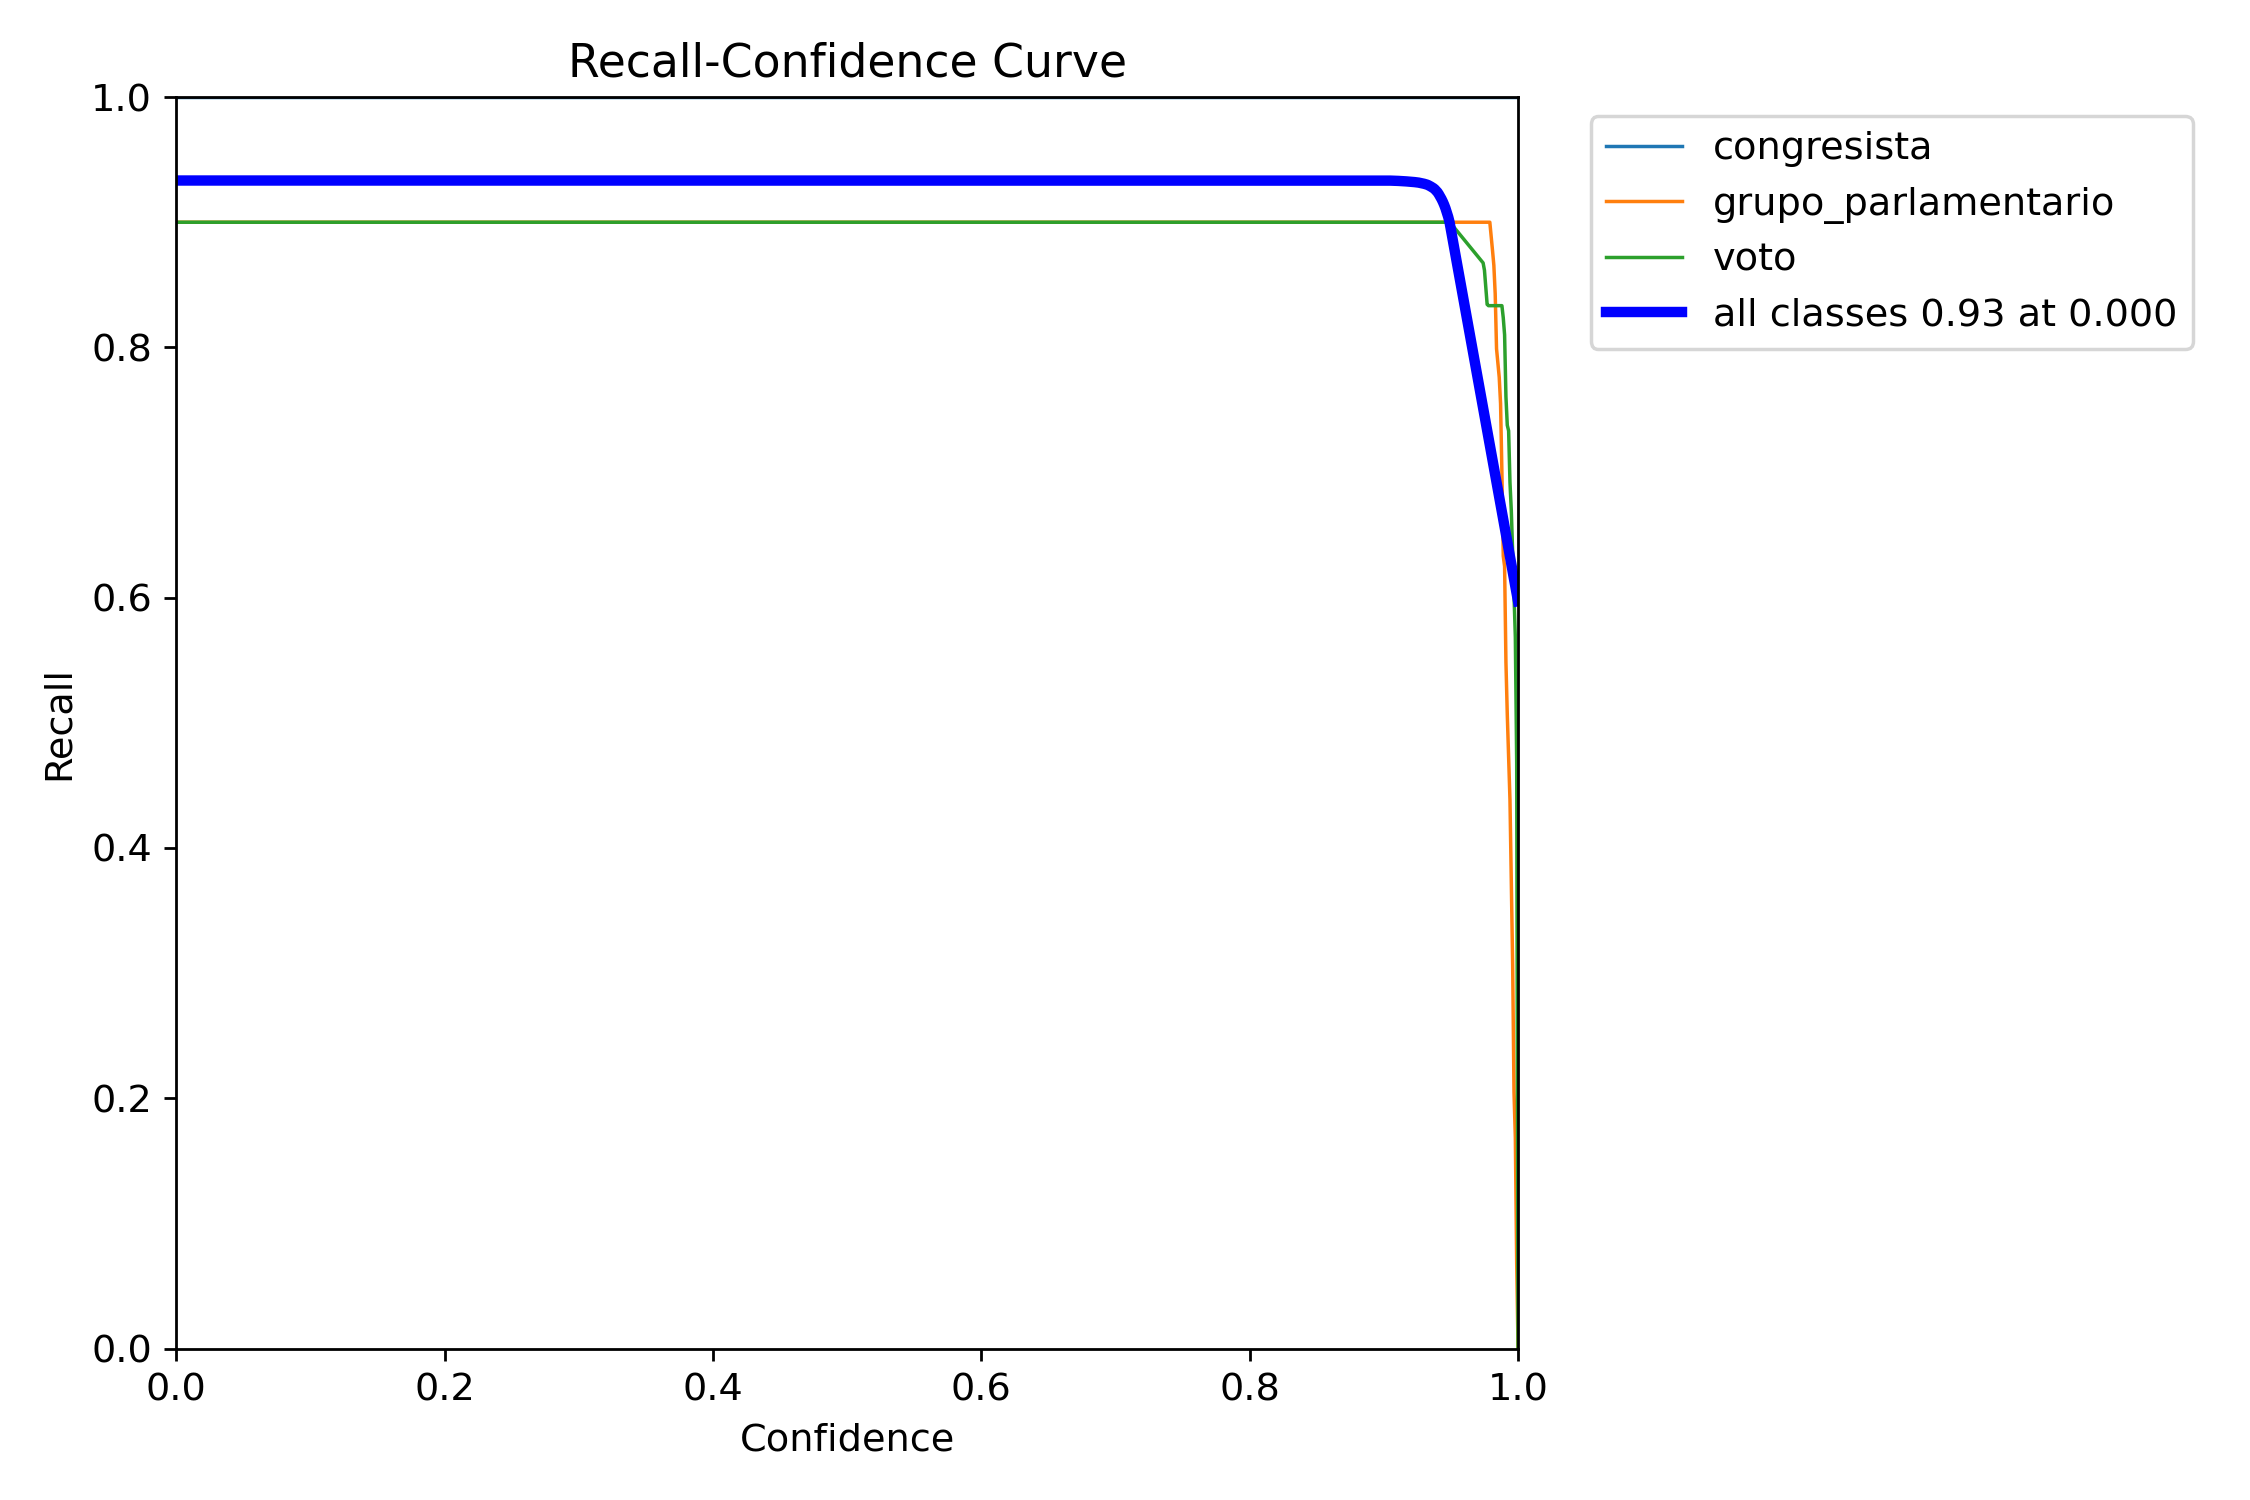 Recall-Confidence Curve
1.0
0.8
0.6
0.4
0.2
0.0
Recall
0.0 0.2 0.4 0.6 0.8 1.0
Confidence
congresista
grupo_parlamentario
voto
all classes 0.93 at 0.000